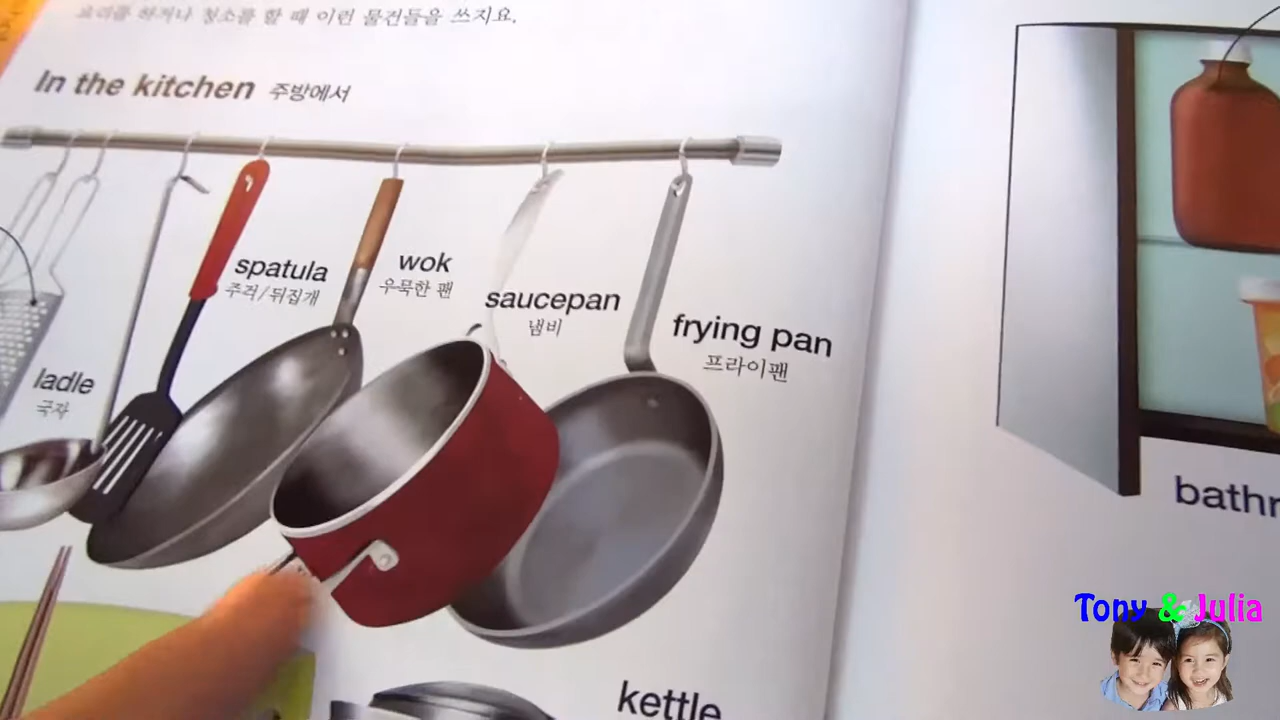 요리를 하거나 청소를 할 때 이런 물건들을 쓰지요.
In the kitchen 주방에서
spatula
주걱/뒤집개
wok
우묵한 팬
saucepan
냄비
frying pan
프라이팬
ladle
국자
kettle
bathr
Tony & Julia